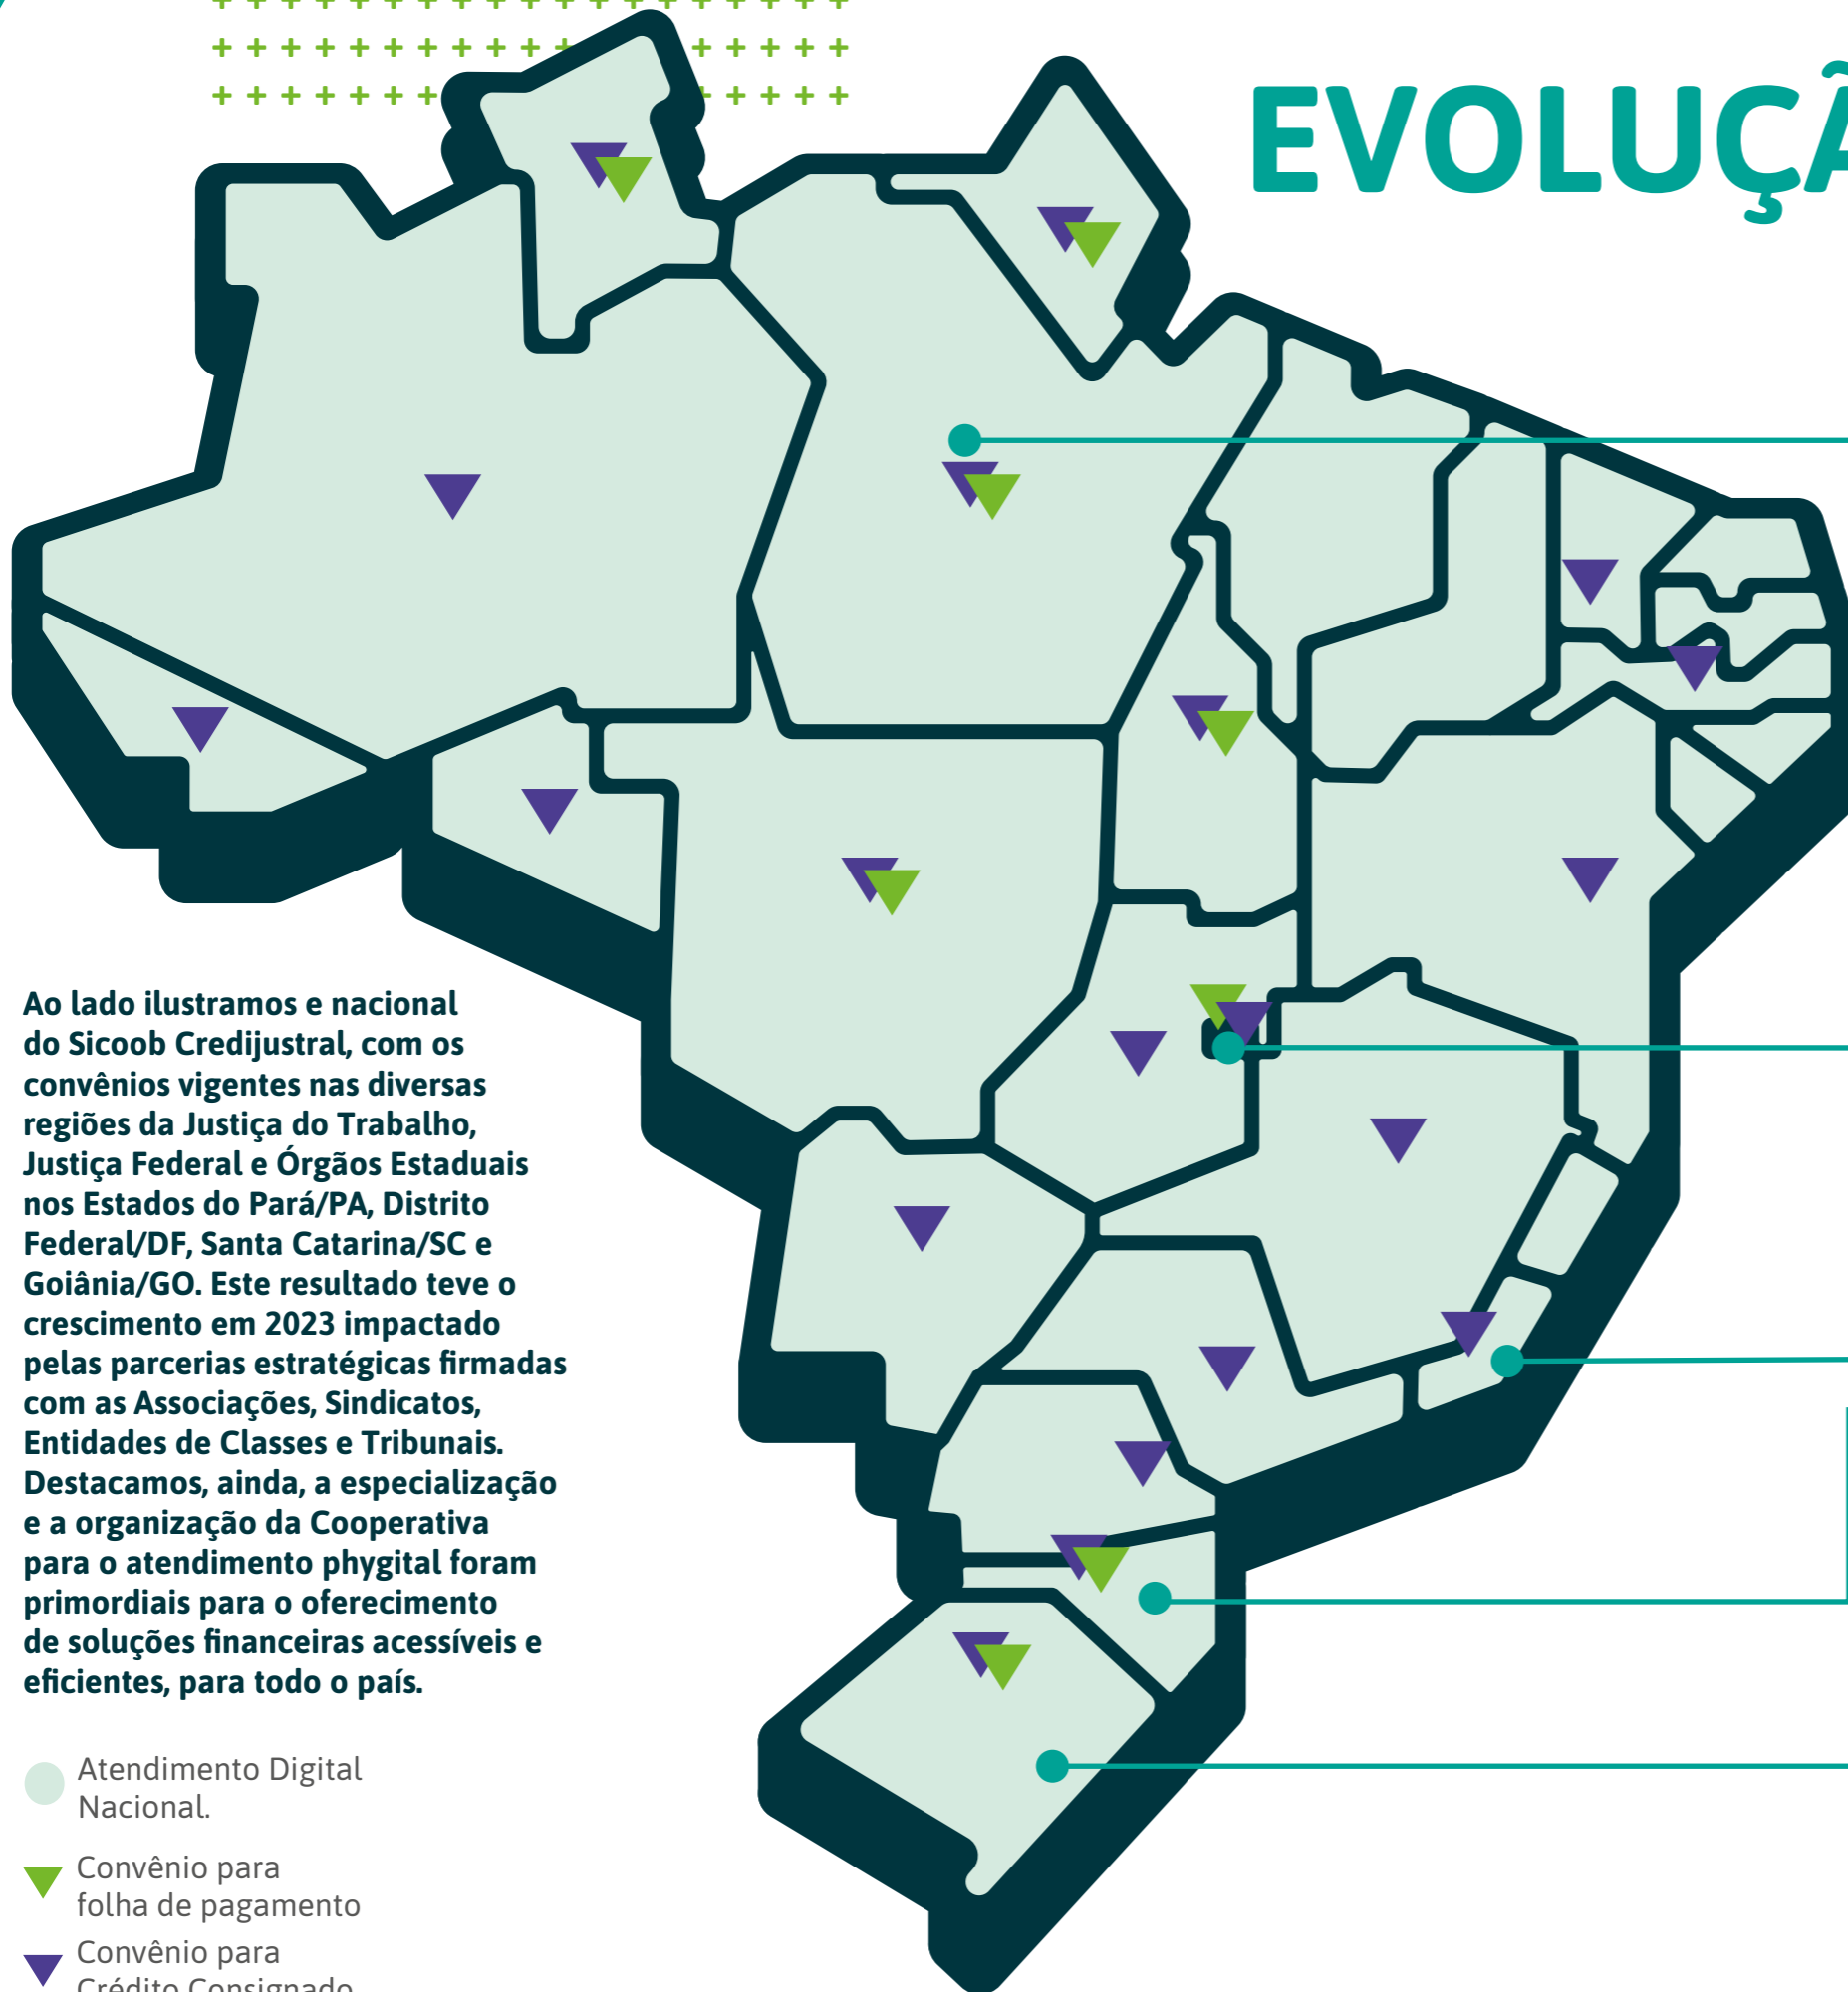 EVOLUÇÃ
Ao lado ilustramos e nacional
do Sicoob Credijustral, com os
convênios vigentes nas diversas
regiões da Justiça do Trabalho,
Justiça Federal e Órgãos Estaduais
nos Estados do Pará/PA, Distrito
Federal/DF, Santa Catarina/SC e
Goiânia/GO. Este resultado teve o
crescimento em 2023 impactado
pelas parcerias estratégicas firmadas
com as Associações, Sindicatos,
Entidades de Classes e Tribunais.
Destacamos, ainda, a especialização
e a organização da Cooperativa
para o atendimento phygital foram
primordiais para o oferecimento
de soluções financeiras acessíveis e
eficientes, para todo o país.
Atendimento Digital
Nacional.
Convênio para
folha de pagamento
Convênio para
Crédito Consignado